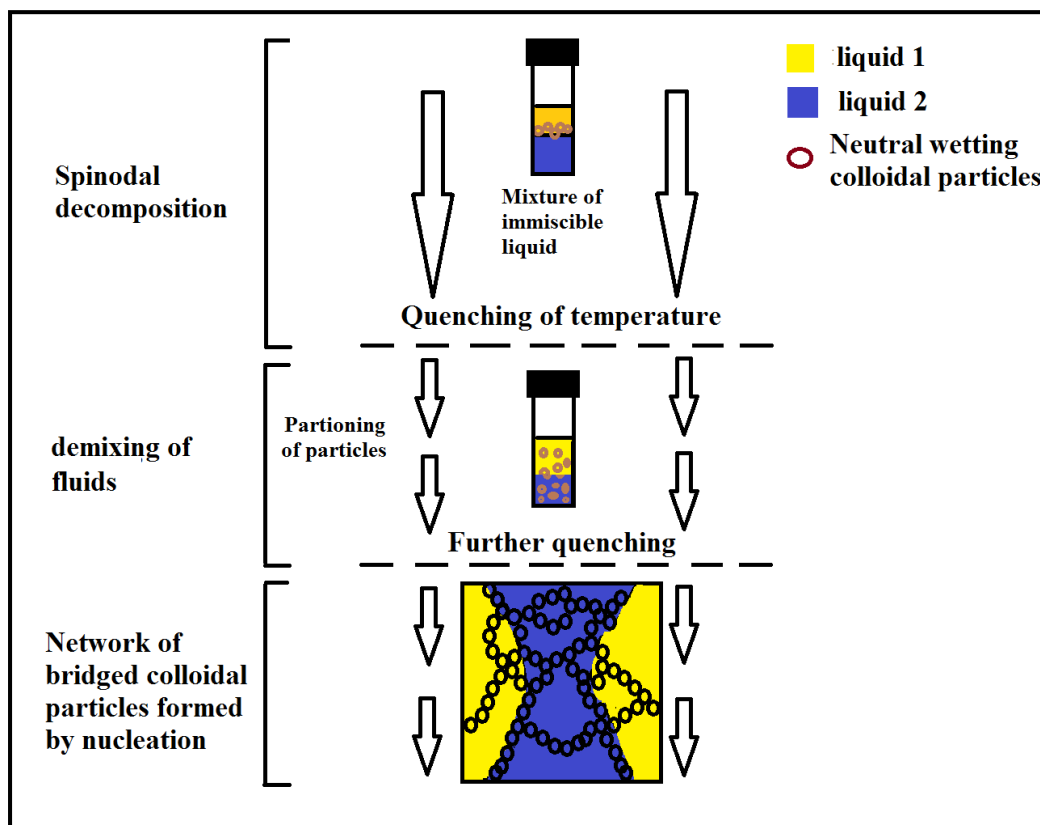 liquid 1
liquid 2
Neutral wetting
colloidal particles
Spinodal
decomposition
Mixture of
immiscible
liquid
Quenching of temperature
Partioning
of particles
demixing of
fluids
Further quenching
Network of
bridged colloidal
particles formed
by nucleation